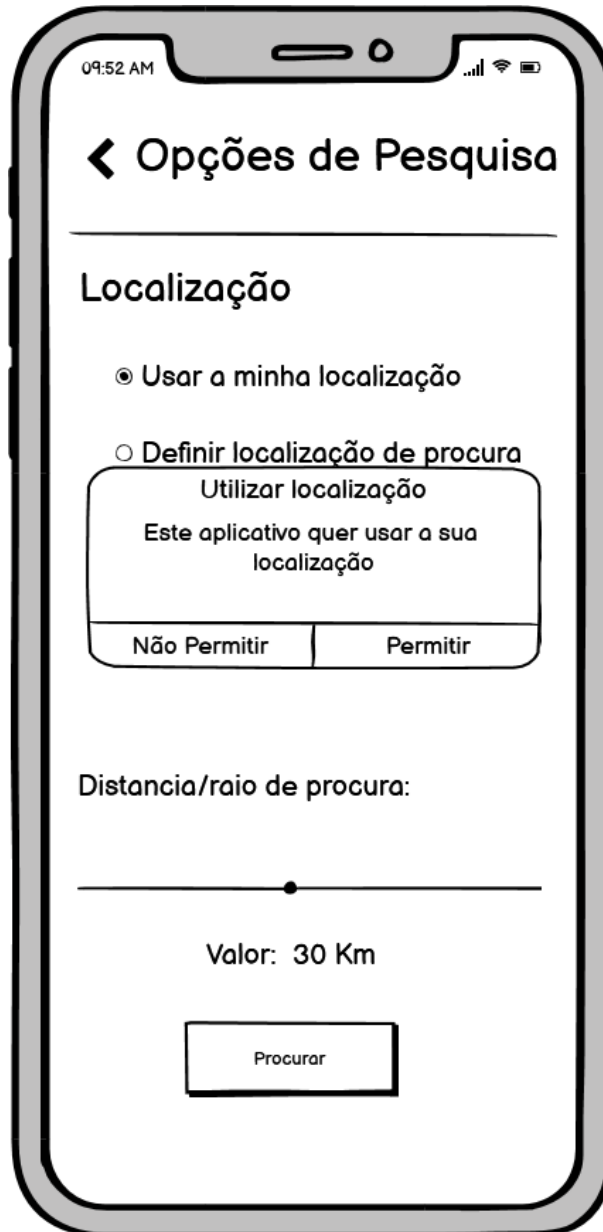 09:52 AM
Opções de Pesquisa
Localização
Usar a minha localização
Definir localização de procura
Utilizar localização
Este aplicativo quer usar a sua
localização
Não Permitir
Permitir
Distancia/raio de procura:
Valor: 30 Km
Procurar